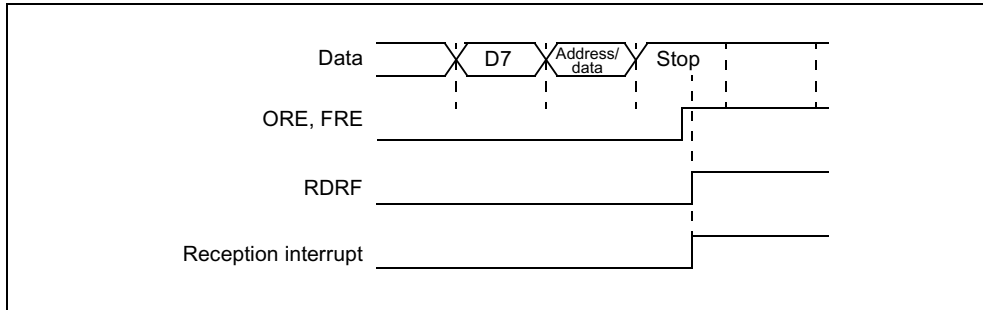 Data
D7
Address/
data
Stop
ORE, FRE
RDRF
Reception interrupt